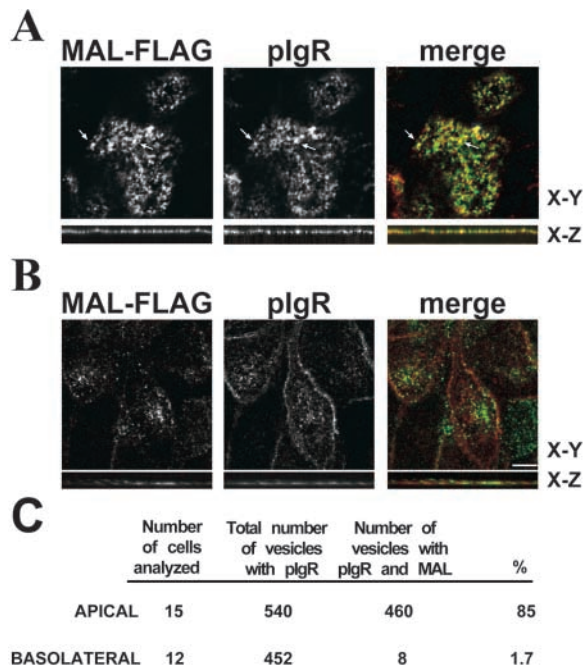 A
MAL-FLAG pIgR merge
X-Y
X-Z
B
MAL-FLAG pIgR merge
X-Y
X-Z
C
Number of cells analyzed Total number of vesicles with pIgR Number of vesicles with pIgR and MAL %
APICAL 15 540 460 85
BASOLATERAL 12 452 8 1.7